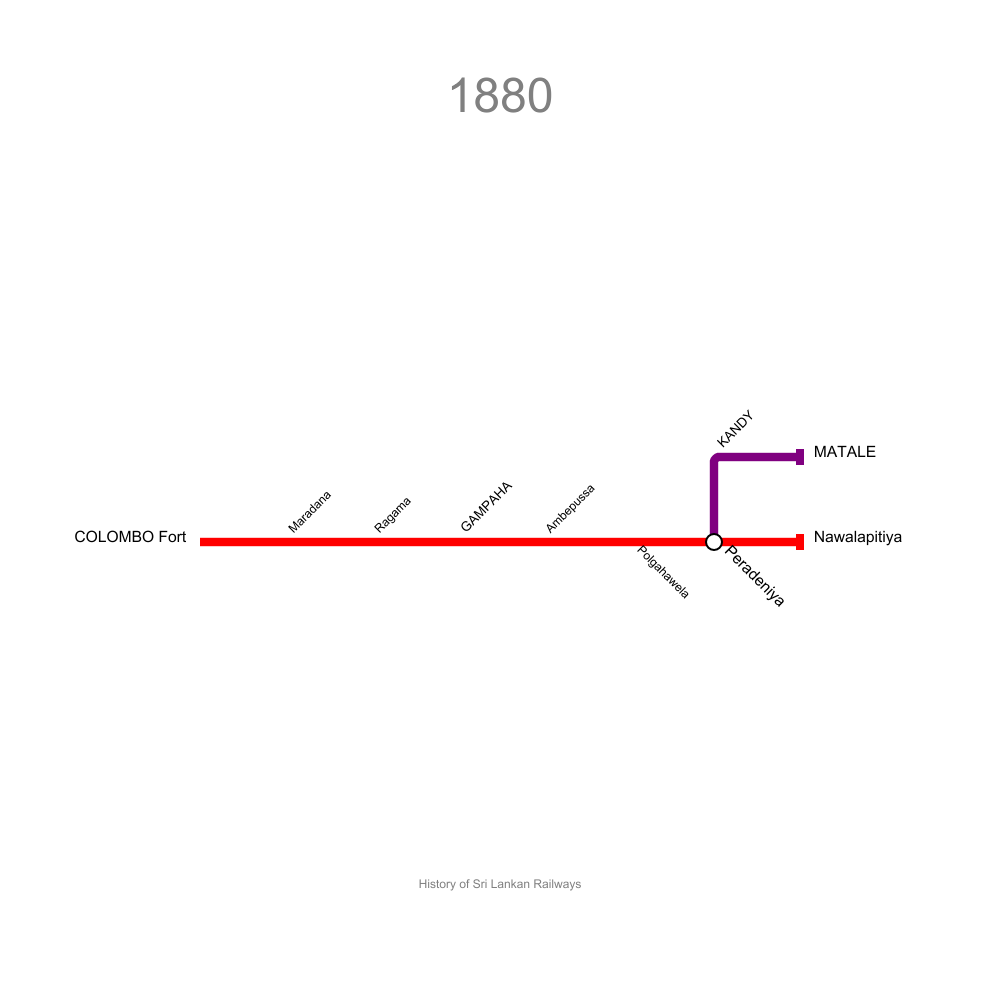 1880
KANDY
MATALE
Maradana
Ragama
GAMPAHA
Ambepussa
COLOMBO Fort
Nawalapitiya
Polgahawela
Peradeniya
History of Sri Lankan Railways